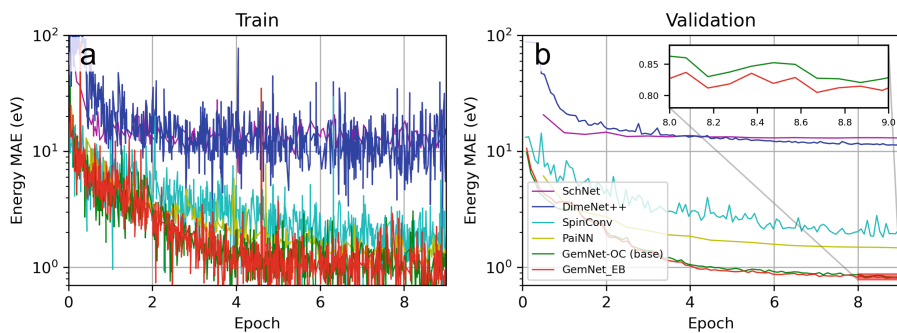 Train
a
Energy MAE (eV)
10²
10¹
10⁰
0 2 4 6 8
Epoch
Validation
b
Energy MAE (eV)
10²
10¹
10⁰
0.85
0.80
8.0 8.2 8.4 8.6 8.8 9.0
SchNet
DimeNet++
SpinConv
PaiNN
GemNet-OC (base)
GemNet_EB
0 2 4 6 8
Epoch